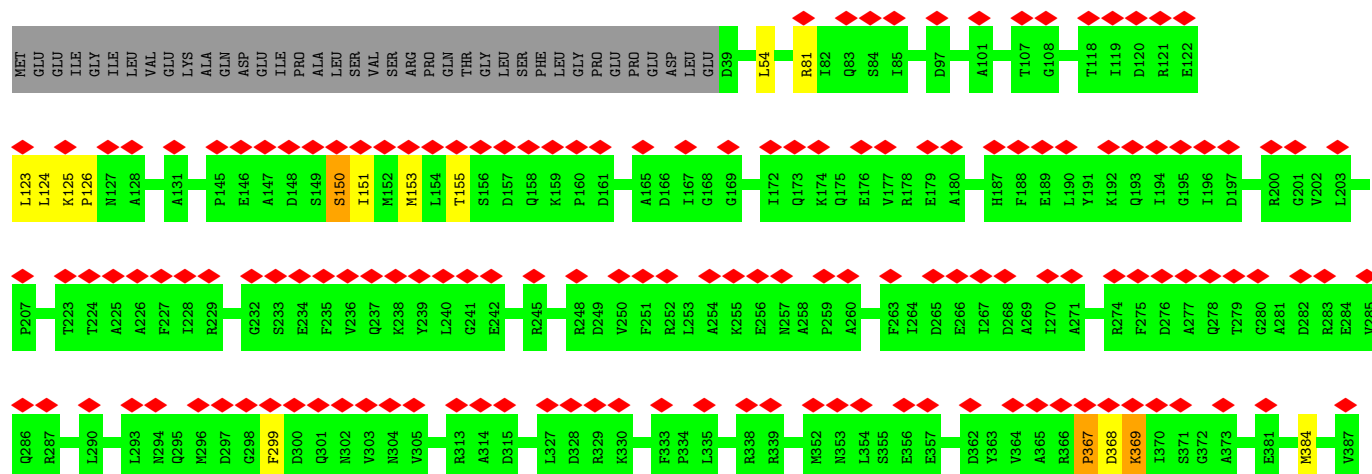 MET GLU GLU ILE GLY ILE LEU VAL GLU LYS ALA GLN ASP GLU ILE PRO ALA LEU SER VAL SER ARG PRO GLN THR GLY LEU SER PHE LEU GLY PRO GLU PRO GLU ASP LEU GLU D39 L54 R81 I82 Q83 S84 I85 D97 A101 T107 G108 T118 I119 D120 R121 E122
L123 L124 K125 P126 N127 A128 A131 P145 E146 A147 D148 S149 S150 I151 M152 M153 L154 T155 S156 D157 Q158 K159 P160 D161 A165 D166 I167 G168 G169 I172 Q173 K174 Q175 E176 V177 R178 E179 A180 H187 F188 E189 L190 Y191 K192 Q193 I194 G195 I196 D197 R200 G201 V202 L203
P207 T223 T224 A225 A226 F227 I228 R229 G232 S233 E234 F235 V236 Q237 K238 Y239 L240 G241 E242 R245 R248 D249 V250 F251 R252 L253 A254 K255 E256 N257 A258 P259 A260 F263 I264 D265 E266 I267 D268 A269 I270 A271 R274 F275 D276 A277 Q278 T279 G280 A281 D282 R283 E284 V285
Q286 R287 L290 L293 N294 Q295 M296 D297 G298 F299 D300 Q301 N302 V303 N304 V305 R313 A314 D315 L327 D328 R329 K330 F333 P334 L335 R338 R339 M352 N353 L354 S355 E356 E357 D362 Y363 V364 A365 R366 P367 D368 K369 I370 S371 G372 A373 E381 M384 V387